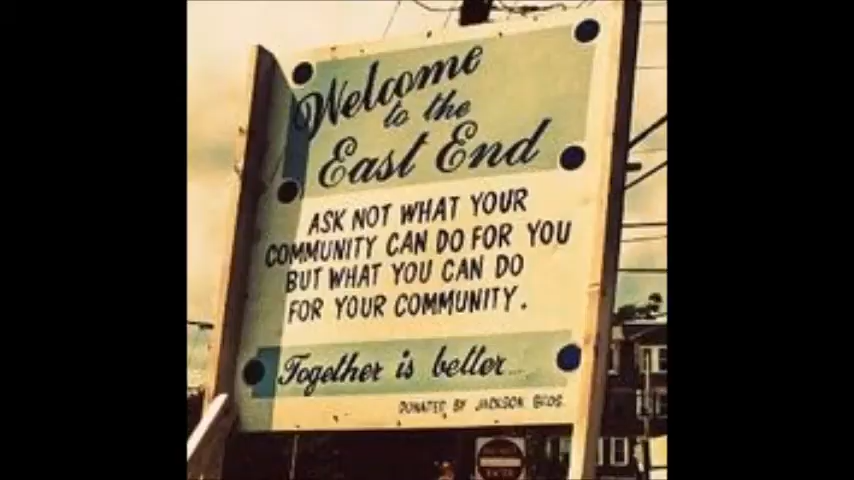 Welcome
to the
East End
ASK NOT WHAT YOUR
COMMUNITY CAN DO FOR YOU
BUT WHAT YOU CAN DO
FOR YOUR COMMUNITY.
Together is better...
DONATED BY JACKSON BROS.